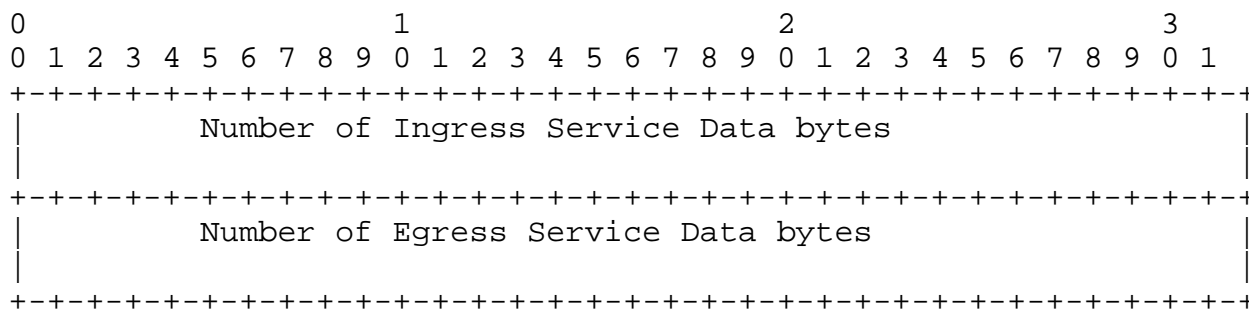 0                   1                   2                   3
0 1 2 3 4 5 6 7 8 9 0 1 2 3 4 5 6 7 8 9 0 1 2 3 4 5 6 7 8 9 0 1
+-+-+-+-+-+-+-+-+-+-+-+-+-+-+-+-+-+-+-+-+-+-+-+-+-+-+-+-+-+-+-+-+
|         Number of Ingress Service Data bytes                  |
|                                                               |
+-+-+-+-+-+-+-+-+-+-+-+-+-+-+-+-+-+-+-+-+-+-+-+-+-+-+-+-+-+-+-+-+
|         Number of Egress Service Data bytes                   |
|                                                               |
+-+-+-+-+-+-+-+-+-+-+-+-+-+-+-+-+-+-+-+-+-+-+-+-+-+-+-+-+-+-+-+-+